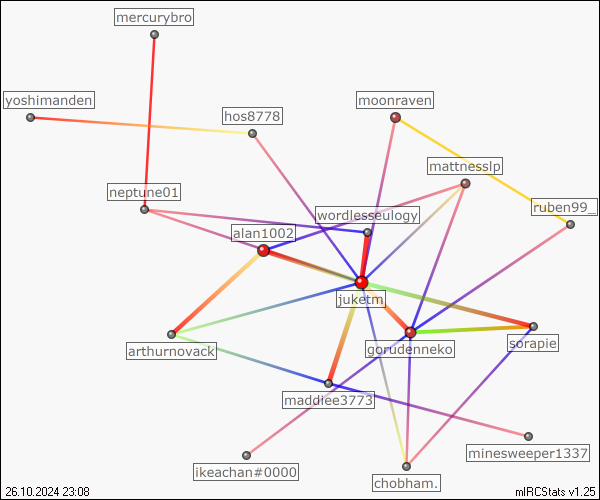 mercurybro
yoshimanden
hos8778
moonraven
mattnesslp
neptune01
ruben99_
wordlesseulogy
alan1002
juketm
arthurnovack
gorudenneko
sorapie
maddiee3773
minesweeper1337
ikeachan#0000
chobham.
26.10.2024 23:08
mIRCStats v1.25